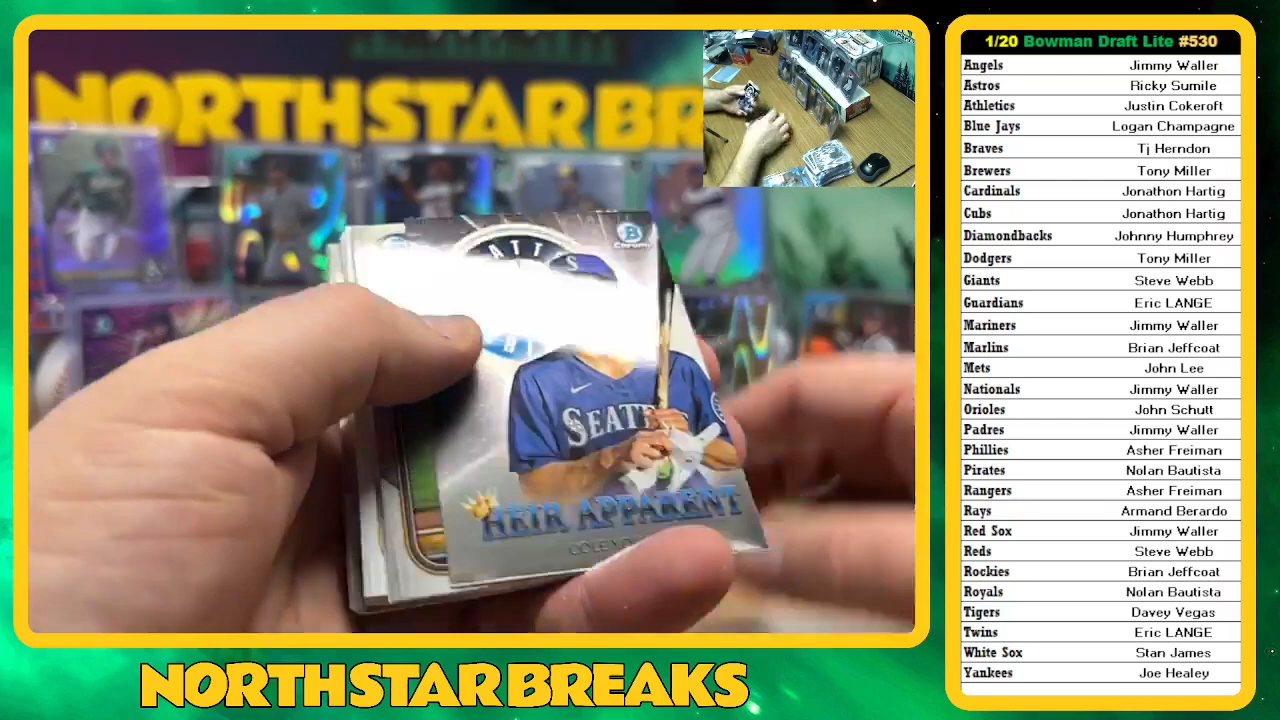 NORTHSTAR BREAKS
SEATT
HEIR APPARENT
1/20 Bowman Draft Lite #530
Angels Jimmy Waller
Astros Ricky Sumile
Athletics Justin Cokeroft
Blue Jays Logan Champagne
Braves Tj Herndon
Brewers Tony Miller
Cardinals Jonathon Hartig
Cubs Jonathon Hartig
Diamondbacks Johnny Humphrey
Dodgers Tony Miller
Giants Steve Webb
Guardians Eric LANGE
Mariners Jimmy Waller
Marlins Brian Jeffcoat
Mets John Lee
Nationals Jimmy Waller
Orioles John Schutt
Padres Jimmy Waller
Phillies Asher Freiman
Pirates Nolan Bautista
Rangers Asher Freiman
Rays Armand Berardo
Red Sox Jimmy Waller
Reds Steve Webb
Rockies Brian Jeffcoat
Royals Nolan Bautista
Tigers Davey Vegas
Twins Eric LANGE
White Sox Stan James
Yankees Joe Healey
NORTHSTAR BREAKS